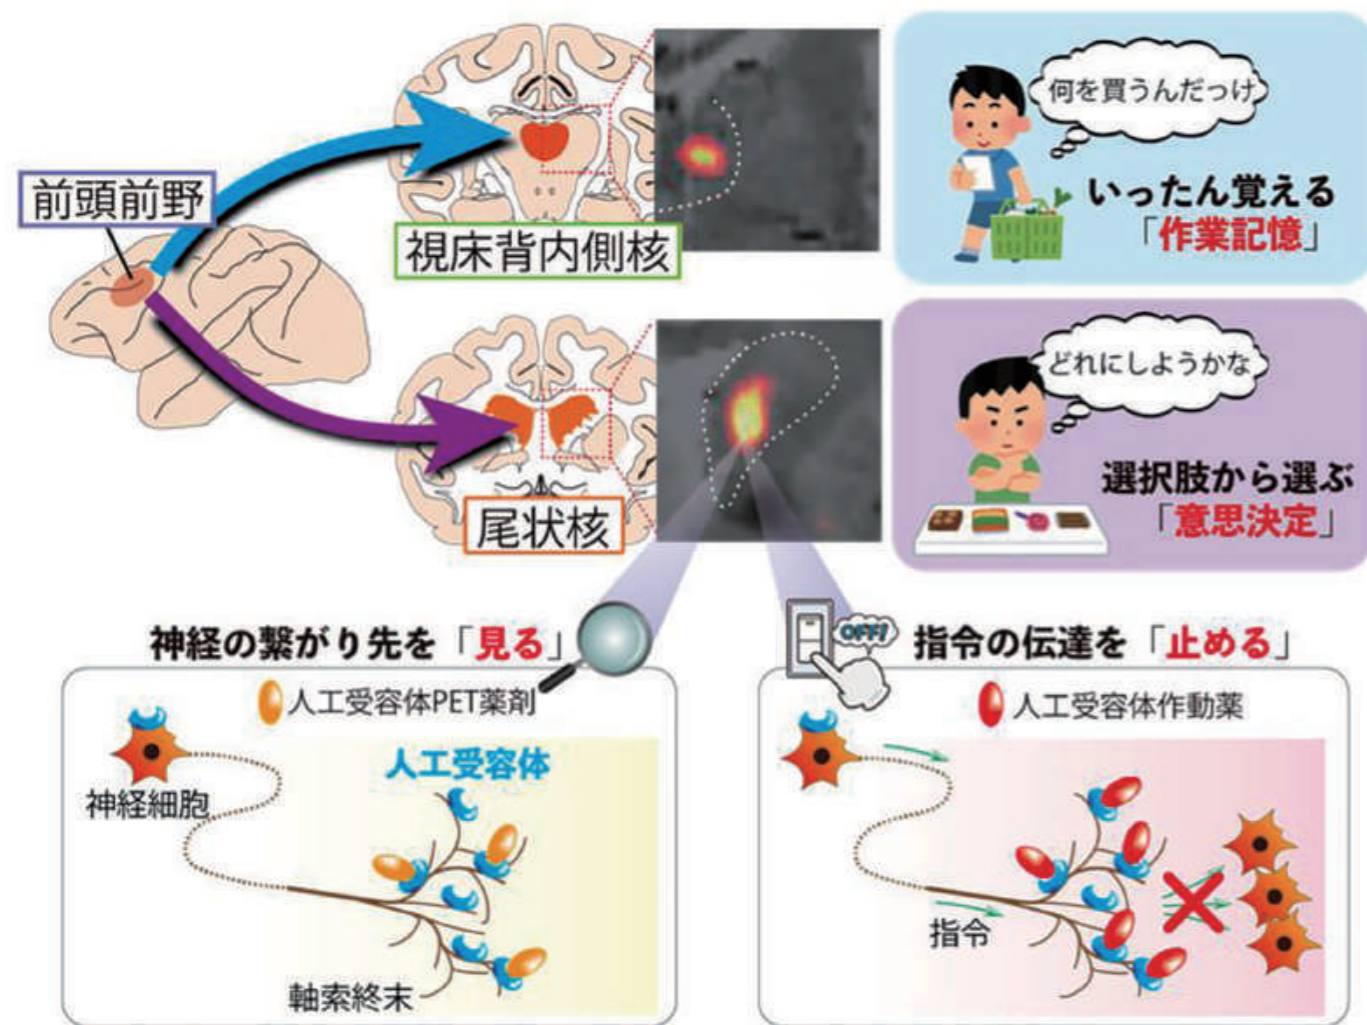 前頭前野
視床背内側核
何を買うんだっけ
いったん覚える
「作業記憶」
尾状核
どれにしようかな
選択肢から選ぶ
「意思決定」
神経の繋がり先を「見る」
人工受容体PET薬剤
人工受容体
神経細胞
軸索終末
OFF!
指令の伝達を「止める」
人工受容体作動薬
指令